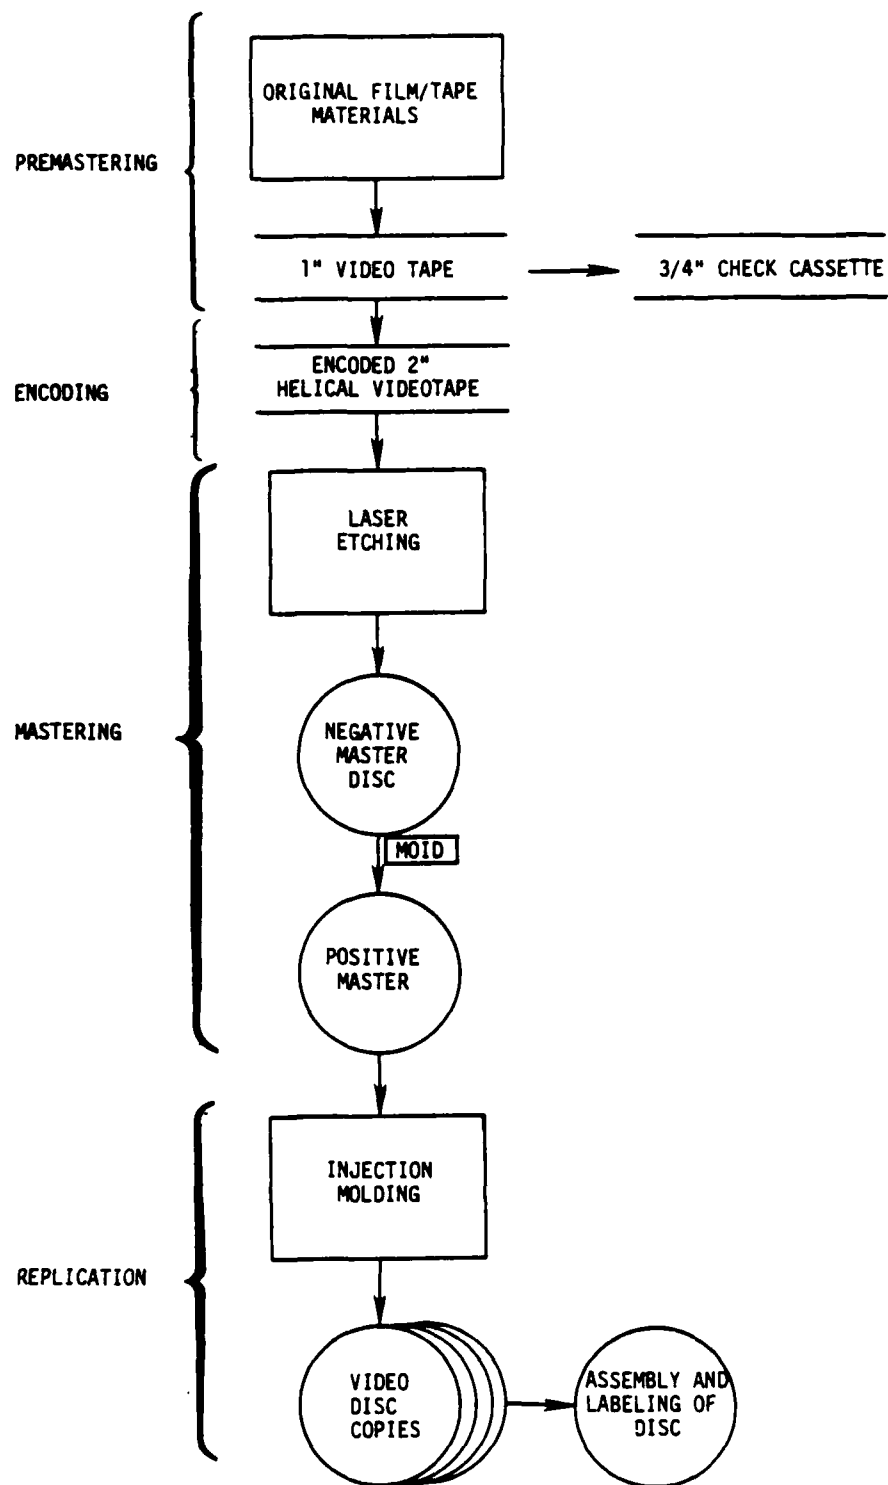 ORIGINAL FILM/TAPE
MATERIALS
PREMASTERING
1" VIDEO TAPE
3/4" CHECK CASSETTE
ENCODED 2"
HELICAL VIDEOTAPE
ENCODING
LASER
ETCHING
NEGATIVE
MASTER
DISC
MASTERING
MOID
POSITIVE
MASTER
INJECTION
MOLDING
REPLICATION
VIDEO
DISC
COPIES
ASSEMBLY AND
LABELING OF
DISC